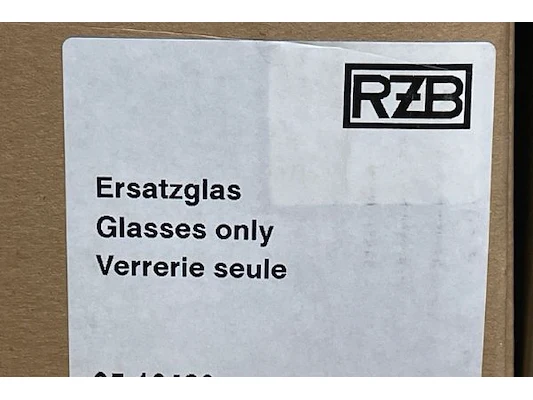 RZB
Ersatzglas
Glasses only
Verrerie seule